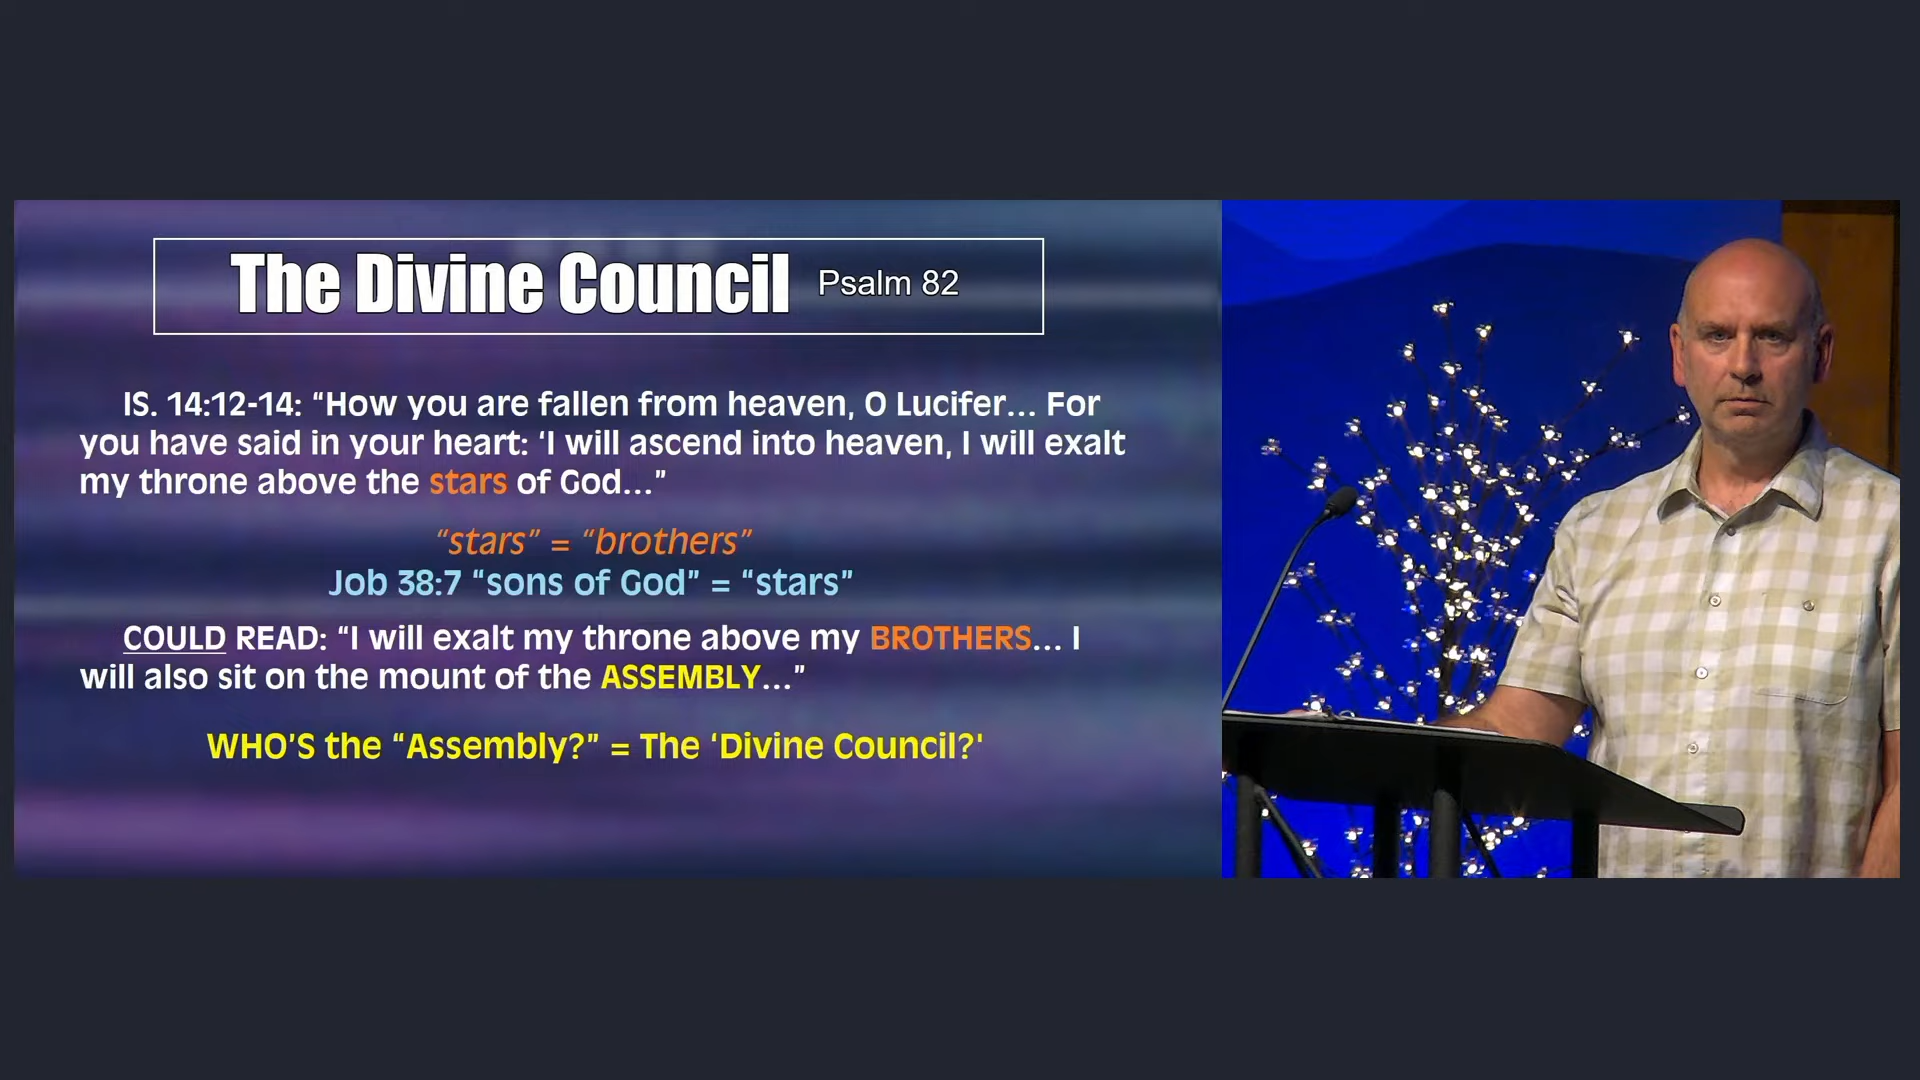 The Divine Council Psalm 82
IS. 14:12-14: “How you are fallen from heaven, O Lucifer... For
you have said in your heart: ‘I will ascend into heaven, I will exalt
my throne above the stars of God...”
“stars” = “brothers”
Job 38:7 “sons of God” = “stars”
COULD READ: “I will exalt my throne above my BROTHERS... I
will also sit on the mount of the ASSEMBLY...”
WHO'S the “Assembly?” = The ‘Divine Council?'